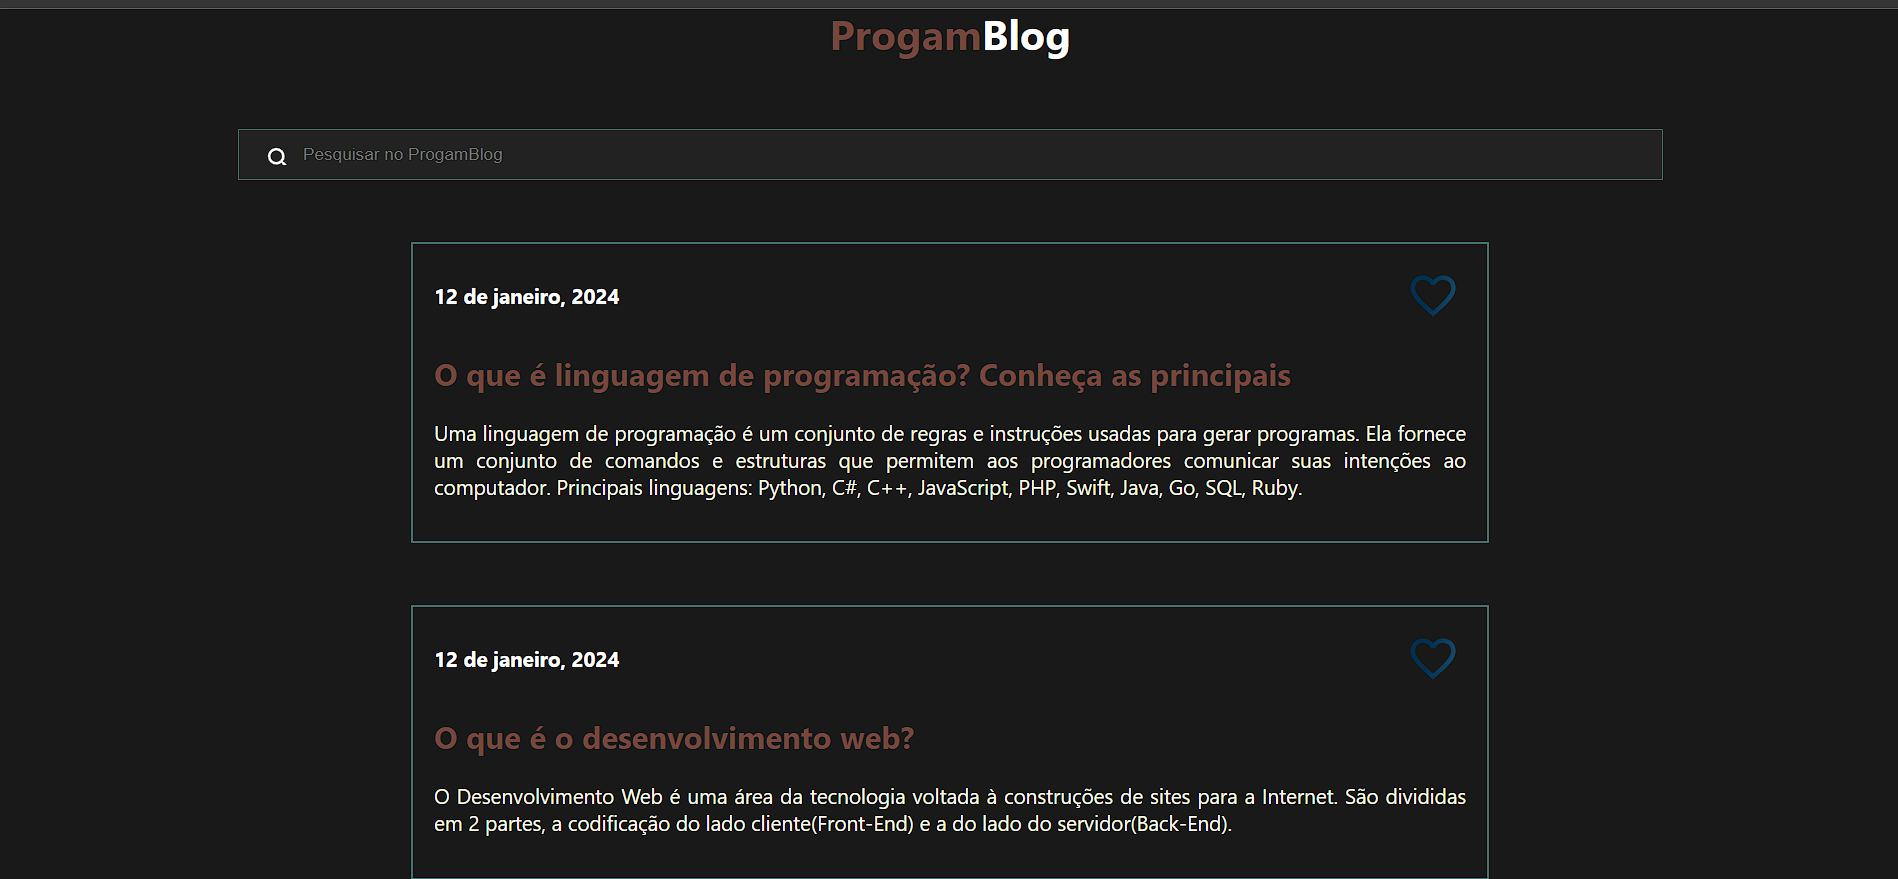 ProgamBlog
Pesquisar no ProgamBlog
12 de janeiro, 2024
O que é linguagem de programação? Conheça as principais
Uma linguagem de programação é um conjunto de regras e instruções usadas para gerar programas. Ela fornece
um conjunto de comandos e estruturas que permitem aos programadores comunicar suas intenções ao
computador. Principais linguagens: Python, C#, C++, JavaScript, PHP, Swift, Java, Go, SQL, Ruby.
12 de janeiro, 2024
O que é o desenvolvimento web?
O Desenvolvimento Web é uma área da tecnologia voltada à construções de sites para a Internet. São divididas
em 2 partes, a codificação do lado cliente(Front-End) e a do lado do servidor(Back-End).